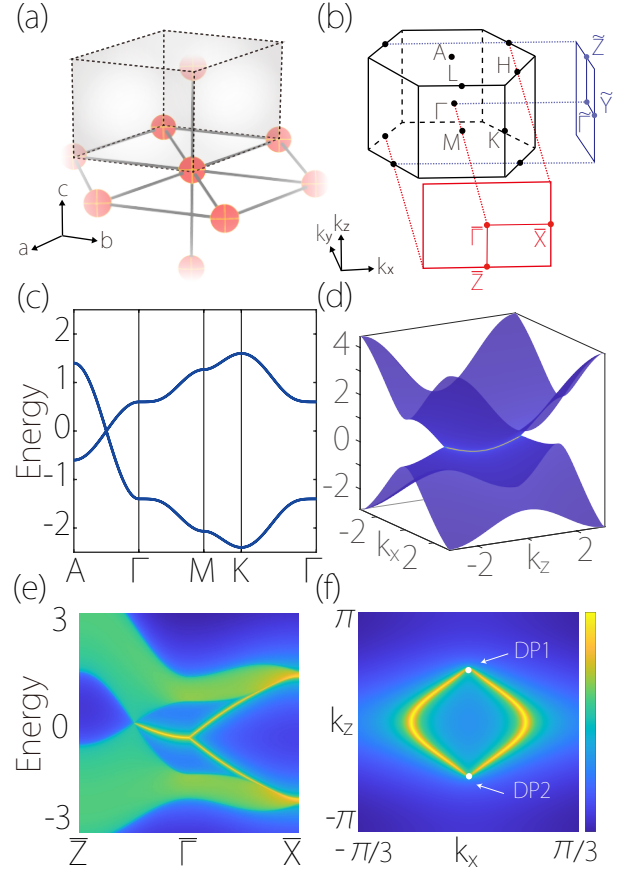 (a)
c
a
b
(b)
A
H
L
Γ
M
K
Z̃
Ỹ
Γ̃
Γ̅
X̅
Z̅
k_y
k_z
k_x
(c)
Energy
2
1
0
-1
-2
A Γ M K Γ
(d)
4
2
0
-2
-2 2
k_x
-2 2
k_z
(e)
Energy
3
0
-3
Z̅ Γ̅ X̅
(f)
π
k_z
-π
DP1
DP2
-π/3 k_x π/3